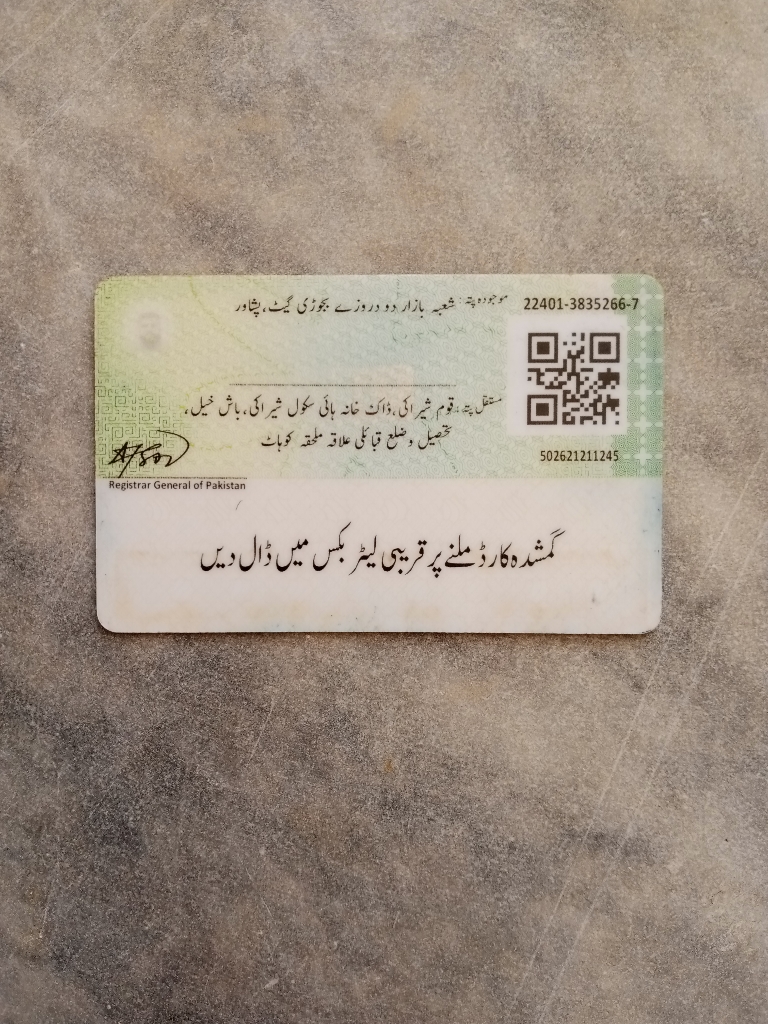 موجودہ پتہ: شعبہ بازار دو دروزے بجوڑی گیٹ، پشاور
22401-3835266-7
مستقل پتہ: قوم شیراکی، ڈاک خانہ ہائی سکول شیراکی، باش خیل،
تحصیل و ضلع قبائلی علاقہ ملحقہ کوہاٹ
502621211245
Registrar General of Pakistan
گمشدہ کارڈ ملنے پر قریبی لیٹر بکس میں ڈال دیں